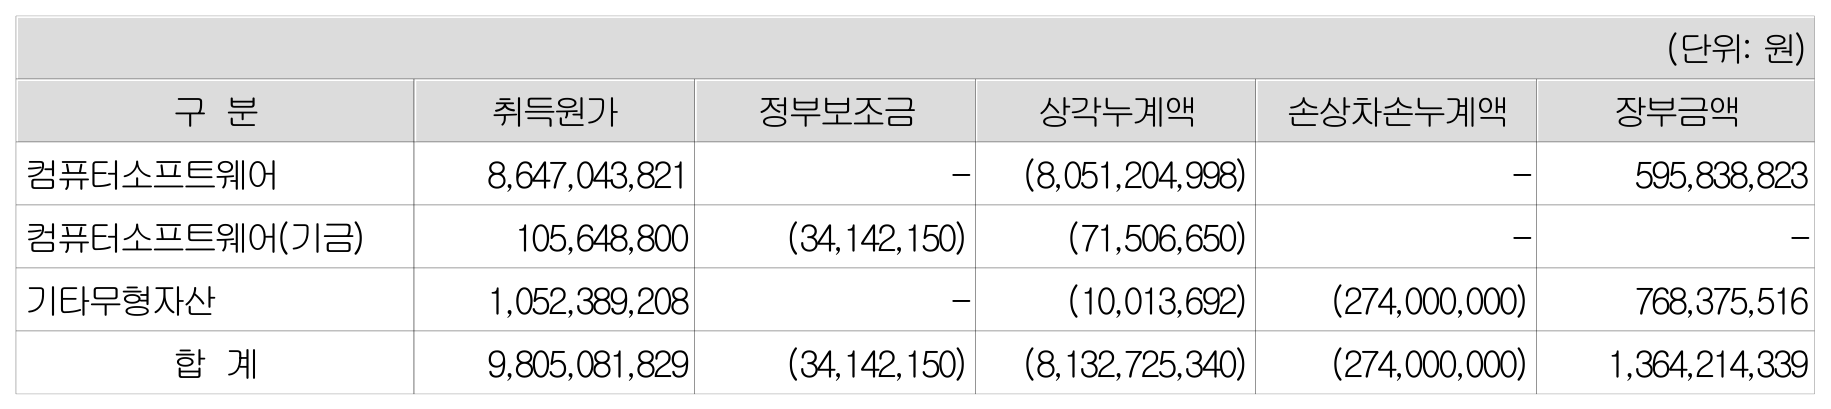 (단위: 원)
구 분 취득원가 정부보조금 상각누계액 손상차손누계액 장부금액
컴퓨터소프트웨어 8,647,043,821 - (8,051,204,998) - 595,838,823
컴퓨터소프트웨어(기금) 105,648,800 (34,142,150) (71,506,650) - -
기타무형자산 1,052,389,208 - (10,013,692) (274,000,000) 768,375,516
합 계 9,805,081,829 (34,142,150) (8,132,725,340) (274,000,000) 1,364,214,339